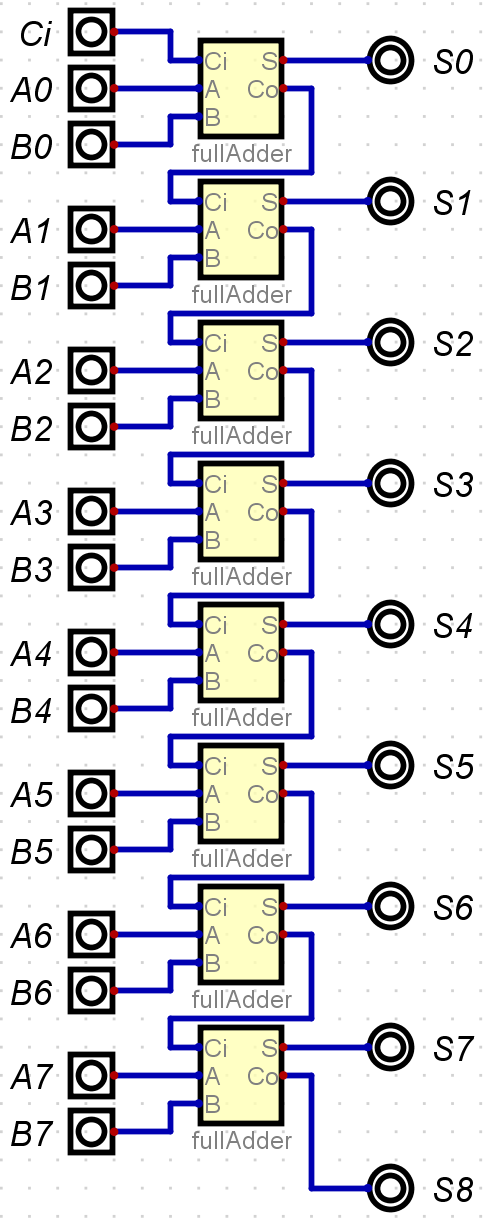 Ci
Ci S S0
A0
A Co
B0 B
fullAdder
Ci S S1
A1 A Co
B1 B
fullAdder
Ci S S2
A2 A Co
B2 B
fullAdder
Ci S S3
A3 A Co
B3 B
fullAdder
Ci S S4
A4 A Co
B4 B
fullAdder
Ci S S5
A5 A Co
B5 B
fullAdder
Ci S S6
A6 A Co
B6 B
fullAdder
Ci S S7
A7 A Co
B7 B
fullAdder
S8